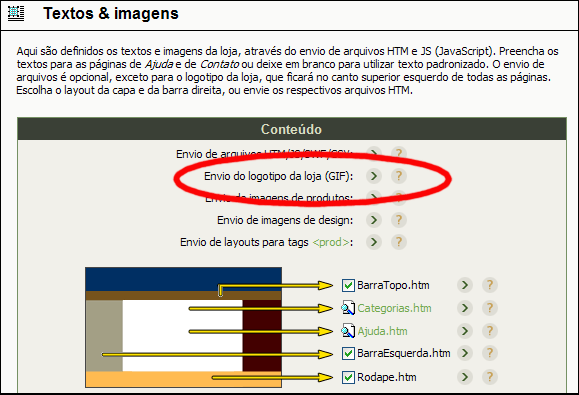 Textos & imagens
Aqui são definidos os textos e imagens da loja, através do envio de arquivos HTM e JS (JavaScript). Preencha os
textos para as páginas de Ajuda e de Contato ou deixe em branco para utilizar texto padronizado. O envio de
arquivos é opcional, exceto para o logotipo da loja, que ficará no canto superior esquerdo de todas as páginas.
Escolha o layout da capa e da barra direita, ou envie os respectivos arquivos HTM.
Conteúdo
Envio de arquivos HTM/JS/SWF/CSV: > ?
Envio do logotipo da loja (GIF): > ?
Envio de imagens de produtos: > ?
Envio de imagens de design: > ?
Envio de layouts para tags <prod>: > ?
BarraTopo.htm > ?
Categorias.htm > ?
Ajuda.htm > ?
BarraEsquerda.htm > ?
Rodape.htm > ?